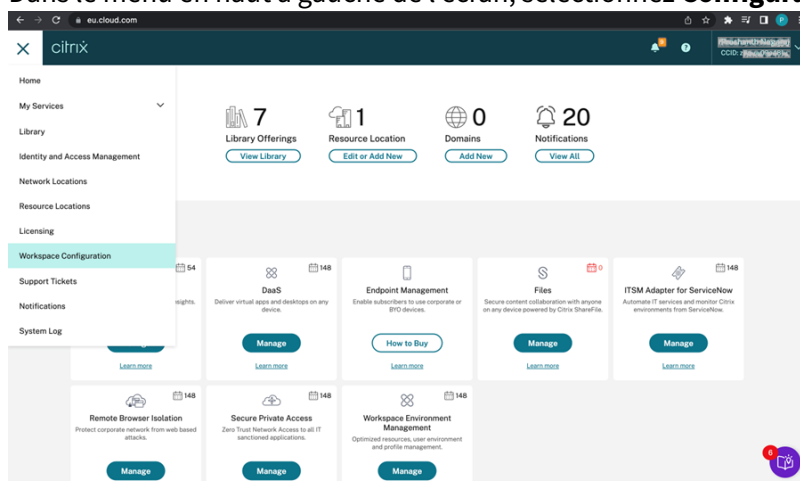 Dans le menu en haut à gauche de l'écran, sélectionnez Configur
eu.cloud.com
citrix
CCID:
Home
My Services
Library
Identity and Access Management
Network Locations
Resource Locations
Licensing
Workspace Configuration
Support Tickets
Notifications
System Log
7
Library Offerings
View Library
1
Resource Location
Edit or Add New
0
Domains
Add New
20
Notifications
View All
54
sights.
Learn more
148
DaaS
Deliver virtual apps and desktops on any
device.
Manage
Learn more
Endpoint Management
Enable subscribers to use corporate or
BYO devices.
How to Buy
Learn more
0
Files
Secure content collaboration with anyone
on any device powered by Citrix ShareFile.
Manage
Learn more
148
ITSM Adapter for ServiceNow
Automate IT services and monitor Citrix
environments from ServiceNow.
Manage
Learn more
148
Remote Browser Isolation
Protect corporate network from web based
attacks.
Manage
148
Secure Private Access
Zero Trust Network Access to all IT
sanctioned applications.
Manage
148
Workspace Environment
Management
Optimized resources, user environment
and profile management.
Manage
6